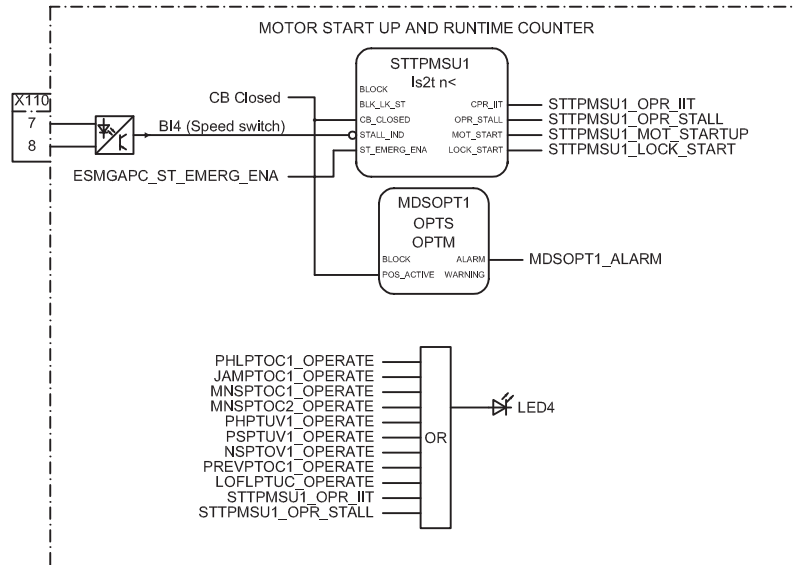 MOTOR START UP AND RUNTIME COUNTER
STTPMSU1
Is2t n<
BLOCK
BLK_LK_ST
CB_CLOSED
STALL_IND
ST_EMERG_ENA
CPR_IIT
OPR_STALL
MOT_START
LOCK_START
X110
7
8
CB Closed
BI4 (Speed switch)
ESMGAPC_ST_EMERG_ENA
STTPMSU1_OPR_IIT
STTPMSU1_OPR_STALL
STTPMSU1_MOT_STARTUP
STTPMSU1_LOCK_START
MDSOPT1
OPTS
OPTM
BLOCK
POS_ACTIVE
ALARM
WARNING
MDSOPT1_ALARM
PHLPTOC1_OPERATE
JAMPTOC1_OPERATE
MNSPTOC1_OPERATE
MNSPTOC2_OPERATE
PHPTUV1_OPERATE
PSPTUV1_OPERATE
NSPTOV1_OPERATE
PREVPTOC1_OPERATE
LOFLPTUC_OPERATE
STTPMSU1_OPR_IIT
STTPMSU1_OPR_STALL
OR
LED4